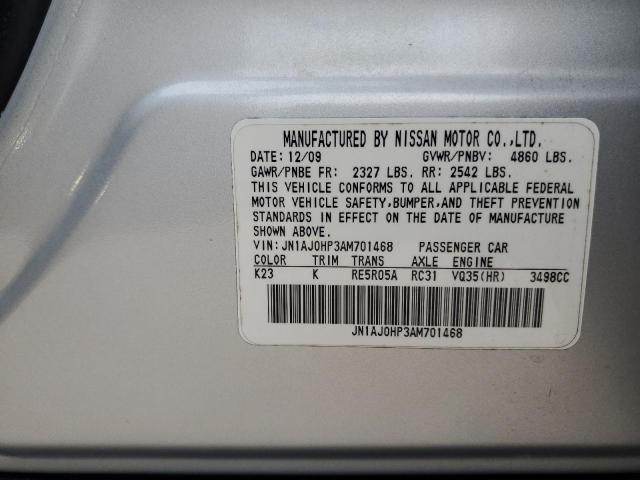 MANUFACTURED BY NISSAN MOTOR CO.,LTD.
DATE: 12/09 GVWR/PNBV: 4860 LBS.
GAWR/PNBE FR: 2327 LBS. RR: 2542 LBS.
THIS VEHICLE CONFORMS TO ALL APPLICABLE FEDERAL
MOTOR VEHICLE SAFETY,BUMPER,AND THEFT PREVENTION
STANDARDS IN EFFECT ON THE DATE OF MANUFACTURE
SHOWN ABOVE.
VIN: JN1AJ0HP3AM701468 PASSENGER CAR
COLOR TRIM TRANS AXLE ENGINE
K23 K RE5R05A RC31 VQ35(HR) 3498CC
JN1AJ0HP3AM701468